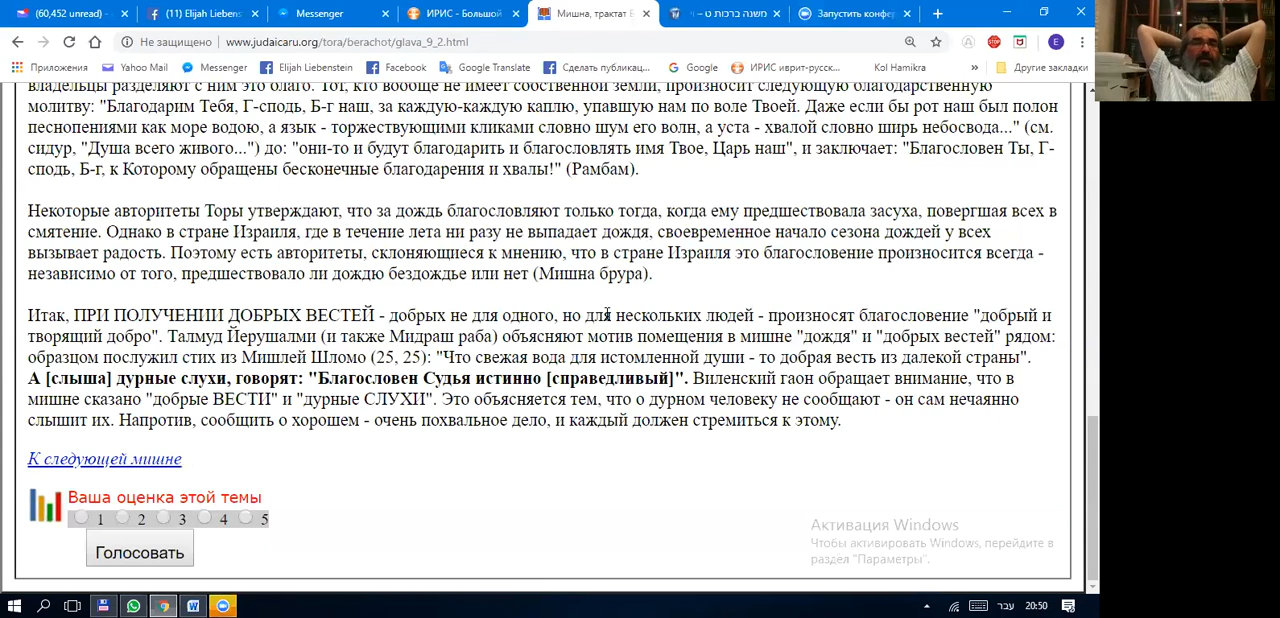 (60,452 unread) -
(11) Elijah Liebens
Messenger
ИРИС - Большой
Мишна, трактат Б
משנה ברכות ט – וי
Запустить конфер
Не защищено
www.judaicaru.org/tora/berachot/glava_9_2.html
Приложения
Yahoo Mail
Messenger
Elijah Liebenstein
Facebook
Google Translate
Сделать публикац...
Google
ИРИС иврит-русск...
Kol Hamikra
»
Другие закладки
владельцы разделяют с ним это благо. Тот, кто вообще не имеет собственной земли, произносит следующую благодарственную
молитву: "Благодарим Тебя, Г-сподь, Б-г наш, за каждую-каждую каплю, упавшую нам по воле Твоей. Даже если бы рот наш был полон
песнопениями как море водою, а язык - торжествующими кликами словно шум его волн, а уста - хвалой словно ширь небосвода..." (см.
сидур, "Душа всего живого...") до: "они-то и будут благодарить и благословлять имя Твое, Царь наш", и заключает: "Благословен Ты, Г-
сподь, Б-г, к Которому обращены бесконечные благодарения и хвалы!" (Рамбам).
Некоторые авторитеты Торы утверждают, что за дождь благословляют только тогда, когда ему предшествовала засуха, повергшая всех в
смятение. Однако в стране Израиля, где в течение лета ни разу не выпадает дождя, своевременное начало сезона дождей у всех
вызывает радость. Поэтому есть авторитеты, склоняющиеся к мнению, что в стране Израиля это благословение произносится всегда -
независимо от того, предшествовало ли дождю бездождье или нет (Мишна брура).
Итак, ПРИ ПОЛУЧЕНИИ ДОБРЫХ ВЕСТЕЙ - добрых не для одного, но для нескольких людей - произносят благословение "добрый и
творящий добро". Талмуд Йерушалми (и также Мидраш раба) объясняют мотив помещения в мишне "дождя" и "добрых вестей" рядом:
образцом послужил стих из Мишлей Шломо (25, 25): "Что свежая вода для истомленной души - то добрая весть из далекой страны".
А [слыша] дурные слухи, говорят: "Благословен Судья истинно [справедливый]". Виленский гаон обращает внимание, что в
мишне сказано "добрые ВЕСТИ" и "дурные СЛУХИ". Это объясняется тем, что о дурном человеку не сообщают - он сам нечаянно
слышит их. Напротив, сообщить о хорошем - очень похвальное дело, и каждый должен стремиться к этому.
К следующей мишне
Ваша оценка этой темы
1 2 3 4 5
Голосовать
Активация Windows
Чтобы активировать Windows, перейдите в
раздел "Параметры".
עבר
20:50